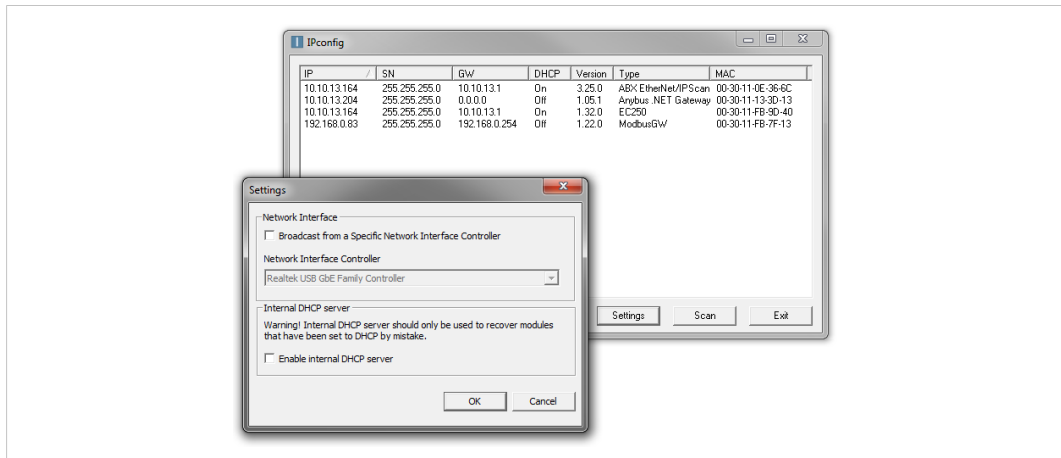 IPconfig
IP / SN GW DHCP Version Type MAC
10.10.13.164 255.255.255.0 10.10.13.1 On 3.25.0 ABX EtherNet/IPScan 00-30-11-0E-36-6C
10.10.13.204 255.255.255.0 0.0.0.0 Off 1.05.1 Anybus .NET Gateway 00-30-11-13-3D-13
10.10.13.164 255.255.255.0 10.10.13.1 On 1.32.0 EC250 00-30-11-FB-9D-40
192.168.0.83 255.255.255.0 192.168.0.254 Off 1.22.0 ModbusGW 00-30-11-FB-7F-13
Settings Scan Exit
Settings
Network Interface
Broadcast from a Specific Network Interface Controller
Network Interface Controller
Realtek USB GbE Family Controller
Internal DHCP server
Warning! Internal DHCP server should only be used to recover modules
that have been set to DHCP by mistake.
Enable internal DHCP server
OK Cancel